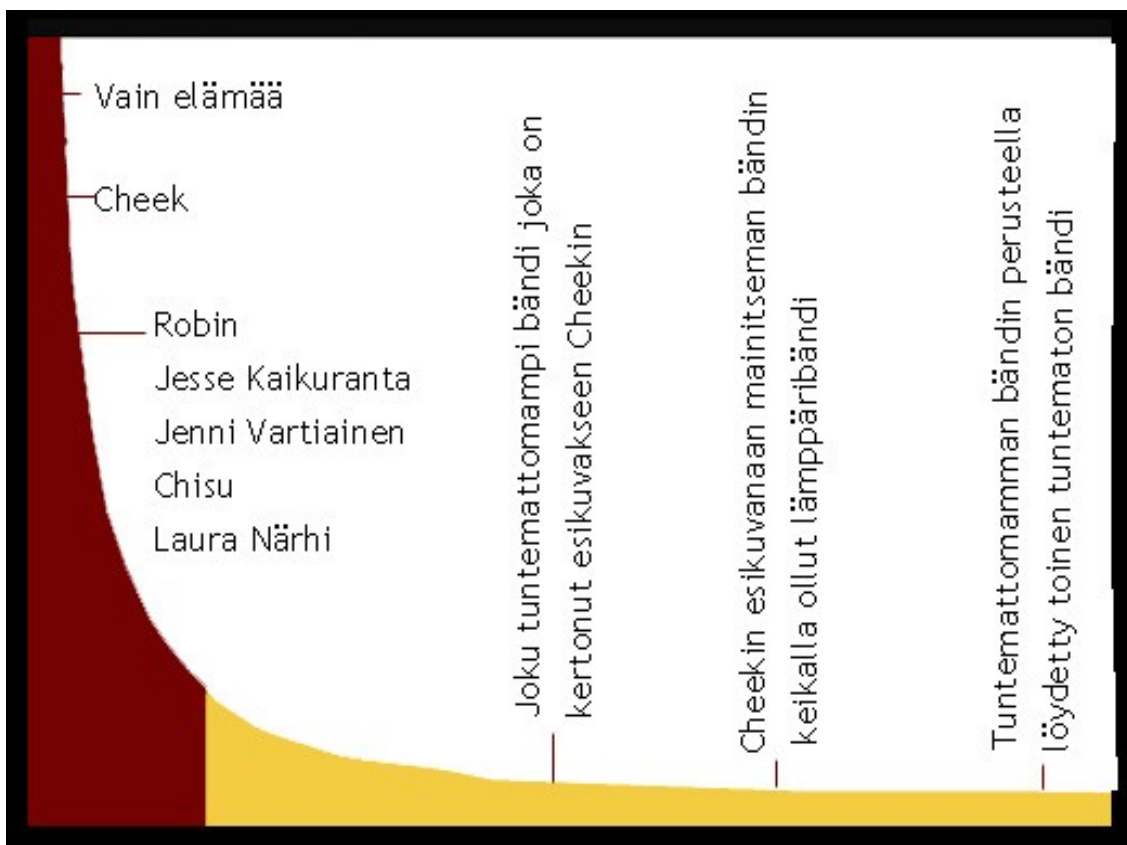 Vain elämää
Cheek
Robin
Jesse Kaikuranta
Jenni Vartiainen
Chisu
Laura Närhi
Joku tuntemattomampi bändi joka on
kertonut esikuvakseen Cheekin
Cheekin esikuvanaan mainitseman bändin
keikalla ollut lämppäribändi
Tuntemattomamman bändin perusteella
löydetty toinen tuntematon bändi